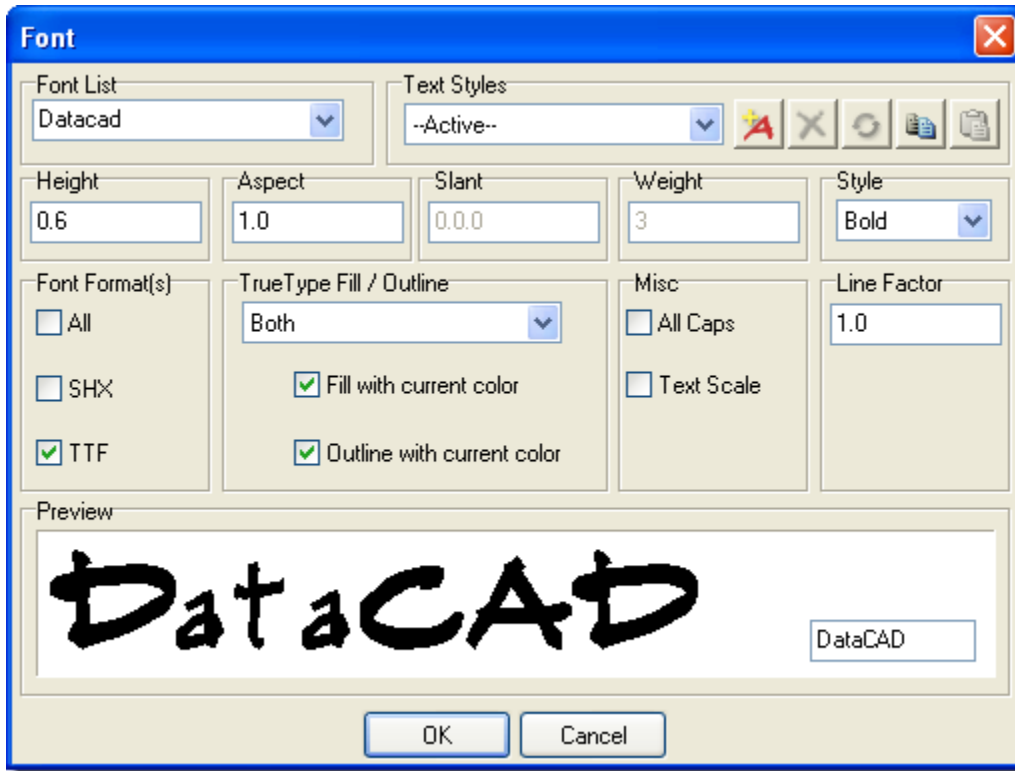 Font
Font List
Text Styles
Datacad
--Active--
Height
Aspect
Slant
Weight
Style
0.6
1.0
0.0.0
3
Bold
Font Format(s)
TrueType Fill / Outline
Misc
Line Factor
All
Both
All Caps
1.0
SHX
Fill with current color
Text Scale
TTF
Outline with current color
Preview
DataCAD
DataCAD
OK
Cancel